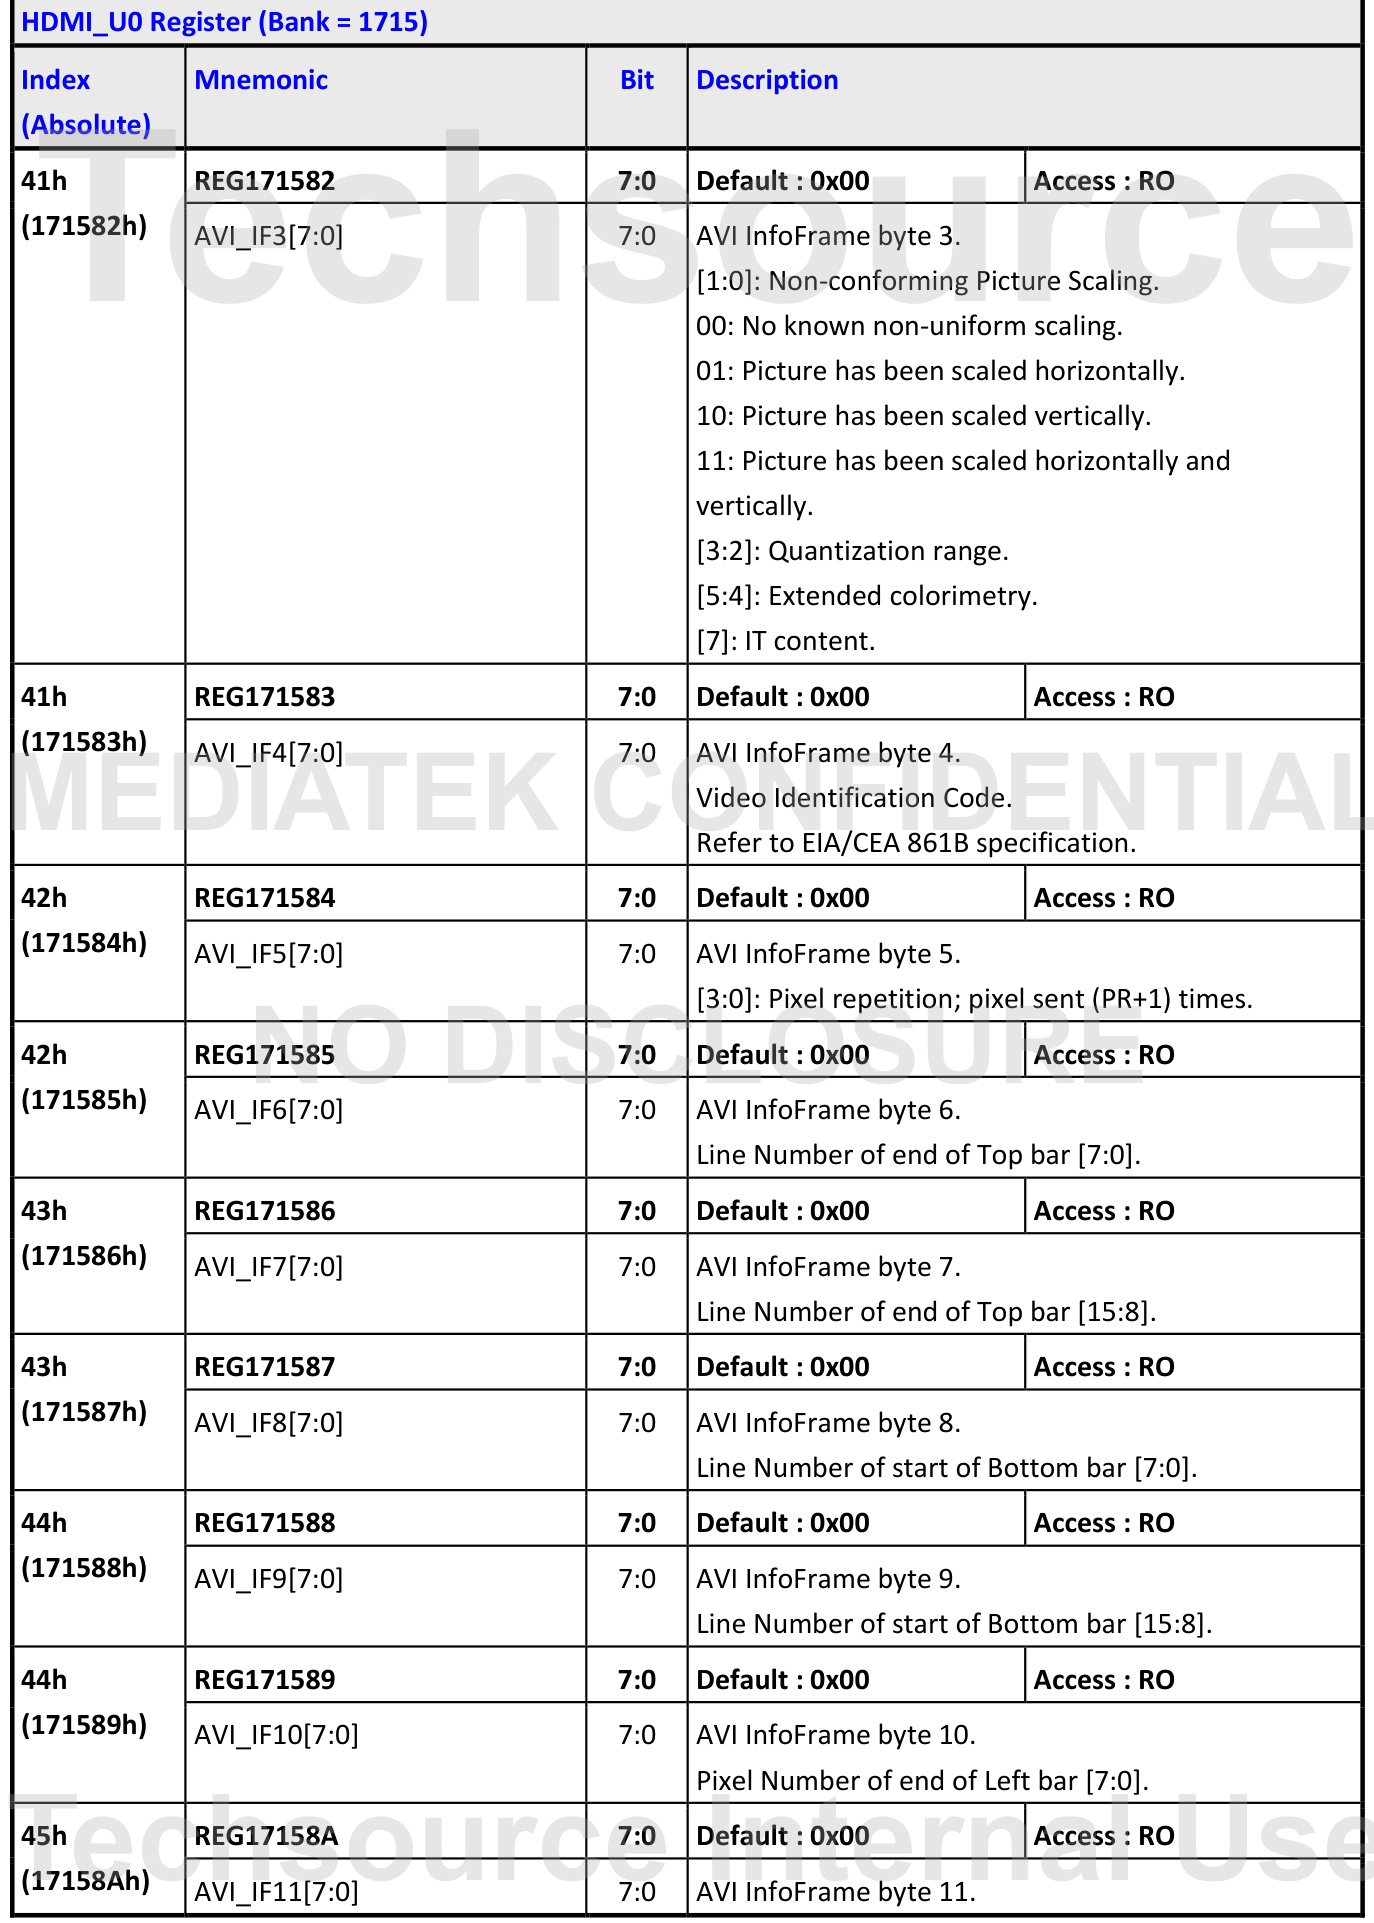 HDMI_U0 Register (Bank = 1715)
Index (Absolute) Mnemonic Bit Description
41h (171582h) REG171582 7:0 Default : 0x00 Access : RO
AVI_IF3[7:0] 7:0 AVI InfoFrame byte 3.
[1:0]: Non-conforming Picture Scaling.
00: No known non-uniform scaling.
01: Picture has been scaled horizontally.
10: Picture has been scaled vertically.
11: Picture has been scaled horizontally and
vertically.
[3:2]: Quantization range.
[5:4]: Extended colorimetry.
[7]: IT content.
41h (171583h) REG171583 7:0 Default : 0x00 Access : RO
AVI_IF4[7:0] 7:0 AVI InfoFrame byte 4.
Video Identification Code.
Refer to EIA/CEA 861B specification.
42h (171584h) REG171584 7:0 Default : 0x00 Access : RO
AVI_IF5[7:0] 7:0 AVI InfoFrame byte 5.
[3:0]: Pixel repetition; pixel sent (PR+1) times.
42h (171585h) REG171585 7:0 Default : 0x00 Access : RO
AVI_IF6[7:0] 7:0 AVI InfoFrame byte 6.
Line Number of end of Top bar [7:0].
43h (171586h) REG171586 7:0 Default : 0x00 Access : RO
AVI_IF7[7:0] 7:0 AVI InfoFrame byte 7.
Line Number of end of Top bar [15:8].
43h (171587h) REG171587 7:0 Default : 0x00 Access : RO
AVI_IF8[7:0] 7:0 AVI InfoFrame byte 8.
Line Number of start of Bottom bar [7:0].
44h (171588h) REG171588 7:0 Default : 0x00 Access : RO
AVI_IF9[7:0] 7:0 AVI InfoFrame byte 9.
Line Number of start of Bottom bar [15:8].
44h (171589h) REG171589 7:0 Default : 0x00 Access : RO
AVI_IF10[7:0] 7:0 AVI InfoFrame byte 10.
Pixel Number of end of Left bar [7:0].
45h (17158Ah) REG17158A 7:0 Default : 0x00 Access : RO
AVI_IF11[7:0] 7:0 AVI InfoFrame byte 11.
Techsource
MEDIATEK CONFIDENTIAL
NO DISCLOSURE
Techsource Internal Use